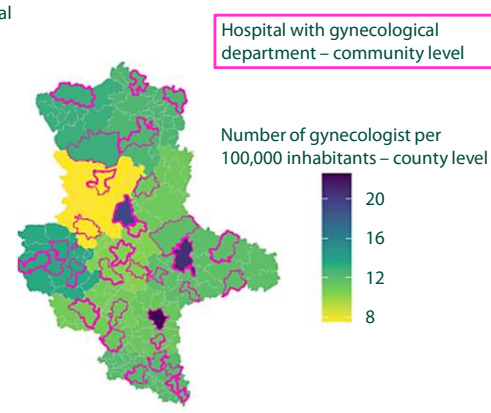 al
Hospital with gynecological
department – community level
Number of gynecologist per
100,000 inhabitants – county level
20
16
12
8